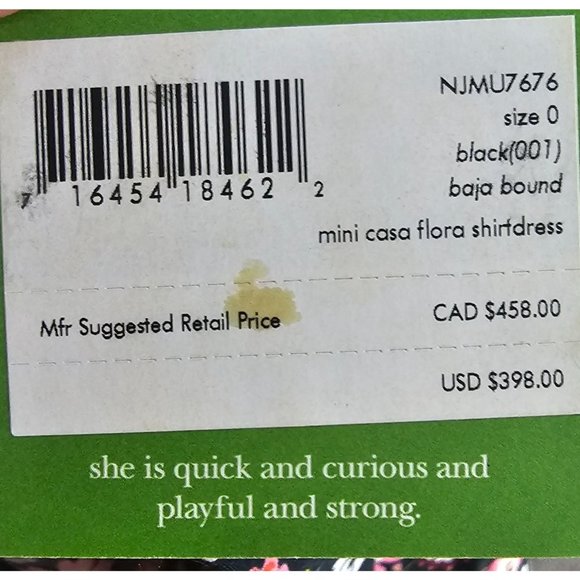 NJMU7676
size 0
black(001)
baja bound
mini casa flora shirtdress
7 16454 18462 2
Mfr Suggested Retail Price
CAD $458.00
USD $398.00
she is quick and curious and
playful and strong.